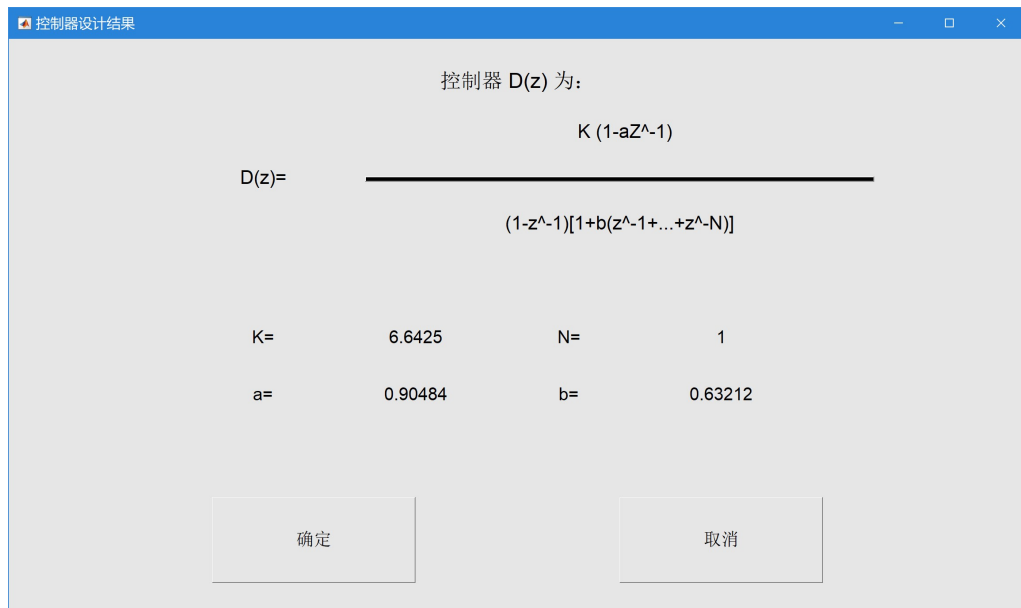 控制器设计结果
控制器 D(z) 为:
K (1-aZ^-1)
D(z)=
(1-z^-1)[1+b(z^-1+...+z^-N)]
K= 6.6425 N= 1
a= 0.90484 b= 0.63212
确定 取消